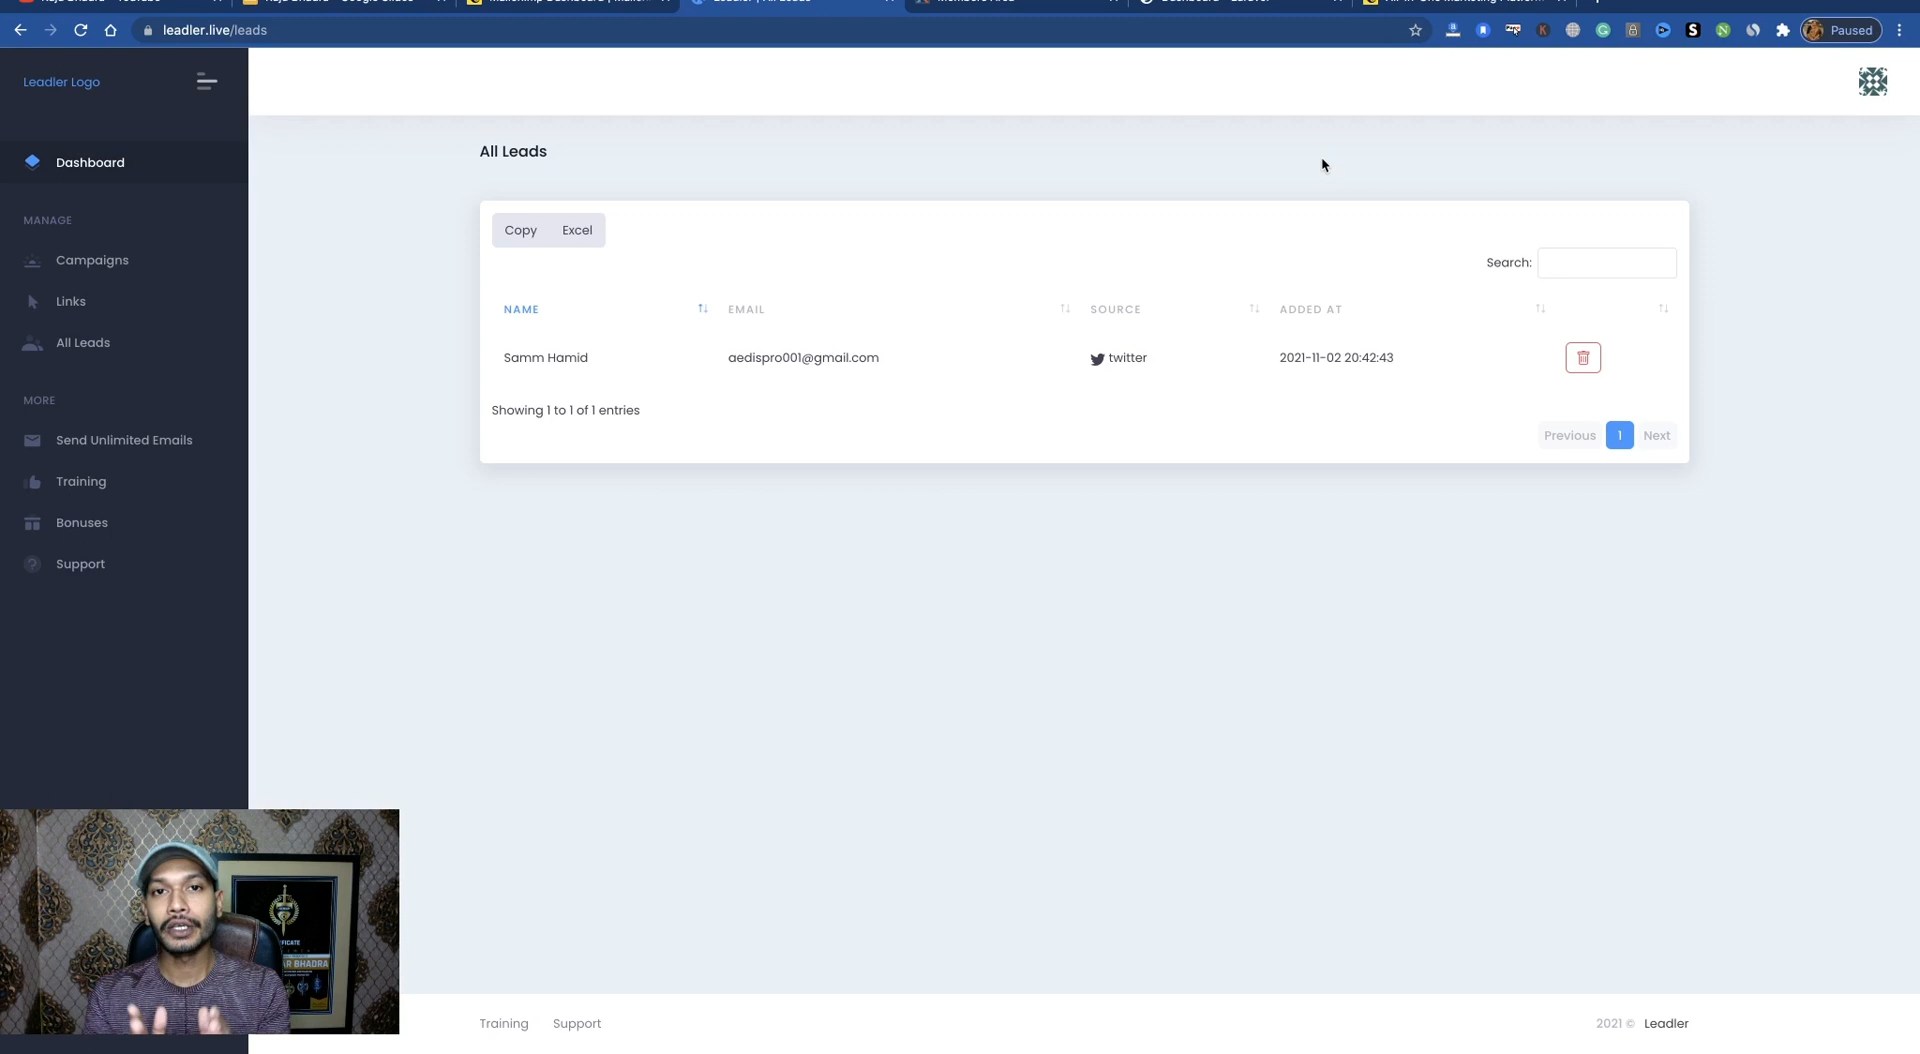 leadler.live/leads
Paused
Leadler Logo
Dashboard
MANAGE
Campaigns
Links
All Leads
MORE
Send Unlimited Emails
Training
Bonuses
Support
All Leads
Copy Excel
Search:
NAME EMAIL SOURCE ADDED AT
Samm Hamid aedispro001@gmail.com twitter 2021-11-02 20:42:43
Showing 1 to 1 of 1 entries
Previous 1 Next
AR BHADRA
Training Support
2021 © Leadler